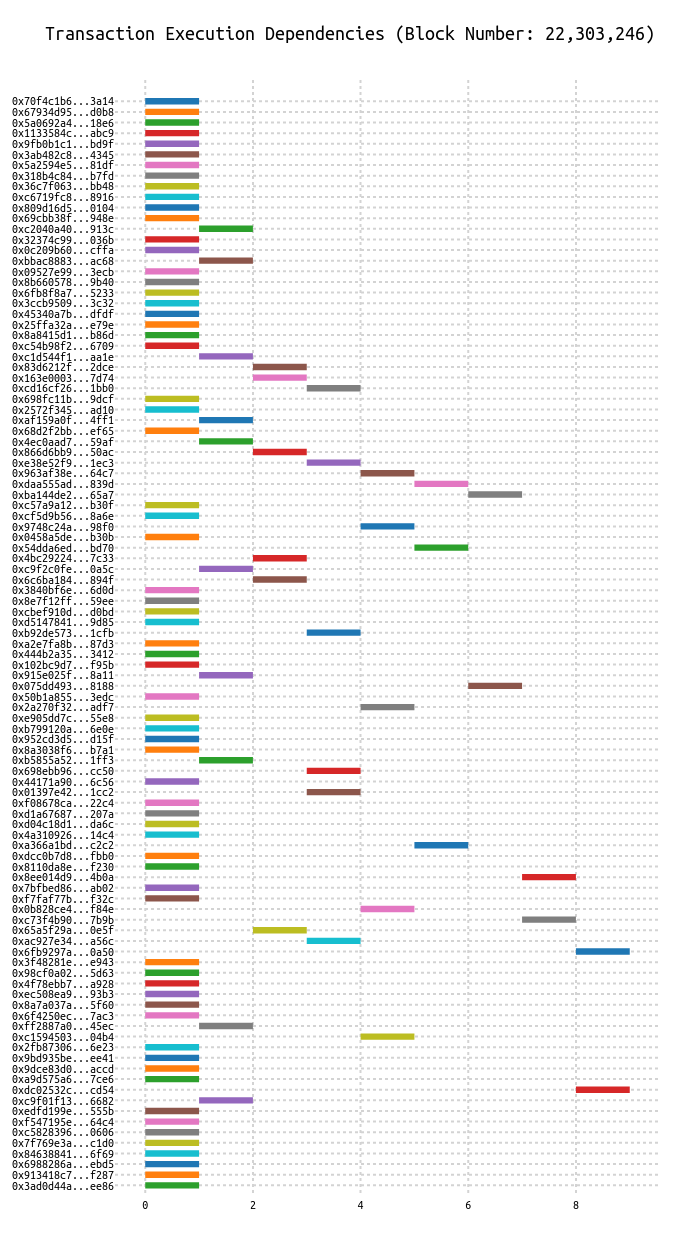 Transaction Execution Dependencies (Block Number: 22,303,246)
0x70f4c1b6...3a14
0x67934d95...d0b8
0x5a0692a4...18e6
0x1133584c...abc9
0x9fb0b1c1...bd9f
0x3ab482c8...4345
0x5a2594e5...81df
0x318b4c84...b7fd
0x36c7f063...bb48
0xc6719fc8...8916
0x809d16d5...0104
0x69cbb38f...948e
0xc2040a40...913c
0x32374c99...036b
0x0c209b60...cffa
0xbbac8883...ac68
0x09527e99...3ecb
0x8b660578...9b40
0x6fb8f8a7...5233
0x3ccb9509...3c32
0x45340a7b...dfdf
0x25ffa32a...e79e
0x8a8415d1...b86d
0xc54b98f2...6709
0xc1d544f1...aa1e
0x83d6212f...2dce
0x163e0003...7d74
0xcd16cf26...1bb0
0x698fc11b...9dcf
0x2572f345...ad10
0xaf159a0f...4ff1
0x68d2f2bb...ef65
0x4ec0aad7...59af
0x866d6bb9...50ac
0xe38e52f9...1ec3
0x963af38e...64c7
0xdaa555ad...839d
0xba144de2...65a7
0xc57a9a12...b30f
0xcf5d9b56...8a6e
0x9748c24a...98f0
0x0458a5de...b30b
0x54dda6ed...bd70
0x4bc29224...7c33
0xc9f2c0fe...0a5c
0x6c6ba184...894f
0x3840bf6e...6d0d
0x8e7f12ff...59ee
0xcbef910d...d0bd
0xd5147841...9d85
0xb92de573...1cfb
0xa2e7fa8b...87d3
0x444b2a35...3412
0x102bc9d7...f95b
0x915e025f...8a11
0x075dd493...8188
0x50b1a855...3edc
0x2a270f32...adf7
0xe905dd7c...55e8
0xb799120a...6e0e
0x952cd3d5...d15f
0x8a3038f6...b7a1
0xb5855a52...1ff3
0x698ebb96...cc50
0x44171a90...6c56
0x01397e42...1cc2
0xf08678ca...22c4
0xd1a67687...207a
0xd04c18d1...da6c
0x4a310926...14c4
0xa366a1bd...c2c2
0xdcc0b7d8...fbb0
0x8110da8e...f230
0x8ee014d9...4b0a
0x7bfbed86...ab02
0xf7faf77b...f32c
0x0b828ce4...f84e
0xc73f4b90...7b9b
0x65a5f29a...0e5f
0xac927e34...a56c
0x6fb9297a...0a50
0x3f48281e...e943
0x98cf0a02...5d63
0x4f78ebb7...a928
0xec508ea9...93b3
0x8a7a037a...5f60
0x6f4250ec...7ac3
0xff2887a0...45ec
0xc1594503...04b4
0x2fb87306...6e23
0x9bd935be...ee41
0x9dce83d0...accd
0xa9d575a6...7ce6
0xdc02532c...cd54
0xc9f01f13...6682
0xedfd199e...555b
0xf547195e...64c4
0xc5828396...0606
0x7f769e3a...c1d0
0x84638841...6f69
0x6988286a...ebd5
0x913418c7...f287
0x3ad0d44a...ee86
0 2 4 6 8